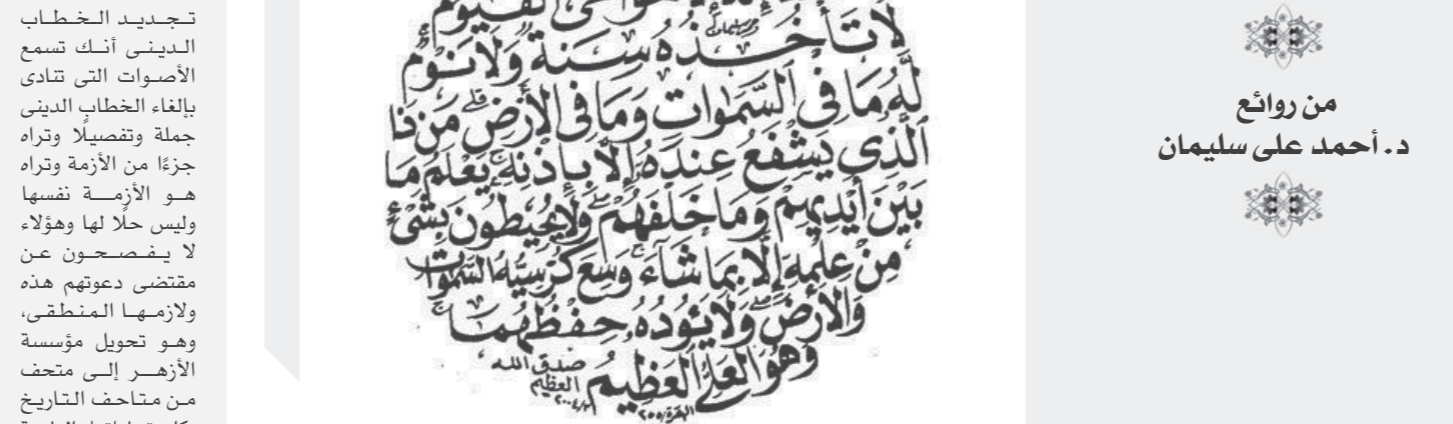 من روائع
د. أحمد على سليمان
لَا تَأْخُذُهُ سِنَةٌ وَلَا نَوْمٌ
لَهُ مَا فِي السَّمٰوَاتِ وَمَا فِي الْأَرْضِ مَنْ ذَا
الَّذِي يَشْفَعُ عِنْدَهُ إِلَّا بِإِذْنِهِ يَعْلَمُ مَا
بَيْنَ أَيْدِيهِمْ وَمَا خَلْفَهُمْ وَلَا يُحِيطُونَ بِشَيْءٍ
مِنْ عِلْمِهِ إِلَّا بِمَا شَاءَ وَسِعَ كُرْسِيُّهُ السَّمٰوَاتِ
وَالْأَرْضَ وَلَا يَئُودُهُ حِفْظُهُمَا
وَهُوَ الْعَلِيُّ الْعَظِيمُ
صدق الله
العظيم
البقرة/٢٥٥
تجديد الخطاب
الدينى أنك تسمع
الأصوات التى تنادى
بإلغاء الخطاب الدينى
جملة وتفصيلًا وتراه
جزءًا من الأزمة وتراه
هو الأزمة نفسها
وليس حلًا لها وهؤلاء
لا يفصحون عن
مقتضى دعوتهم هذه
ولازمها المنطقى،
وهو تحويل مؤسسة
الأزهر إلى متحف
من متاحف التاريخ